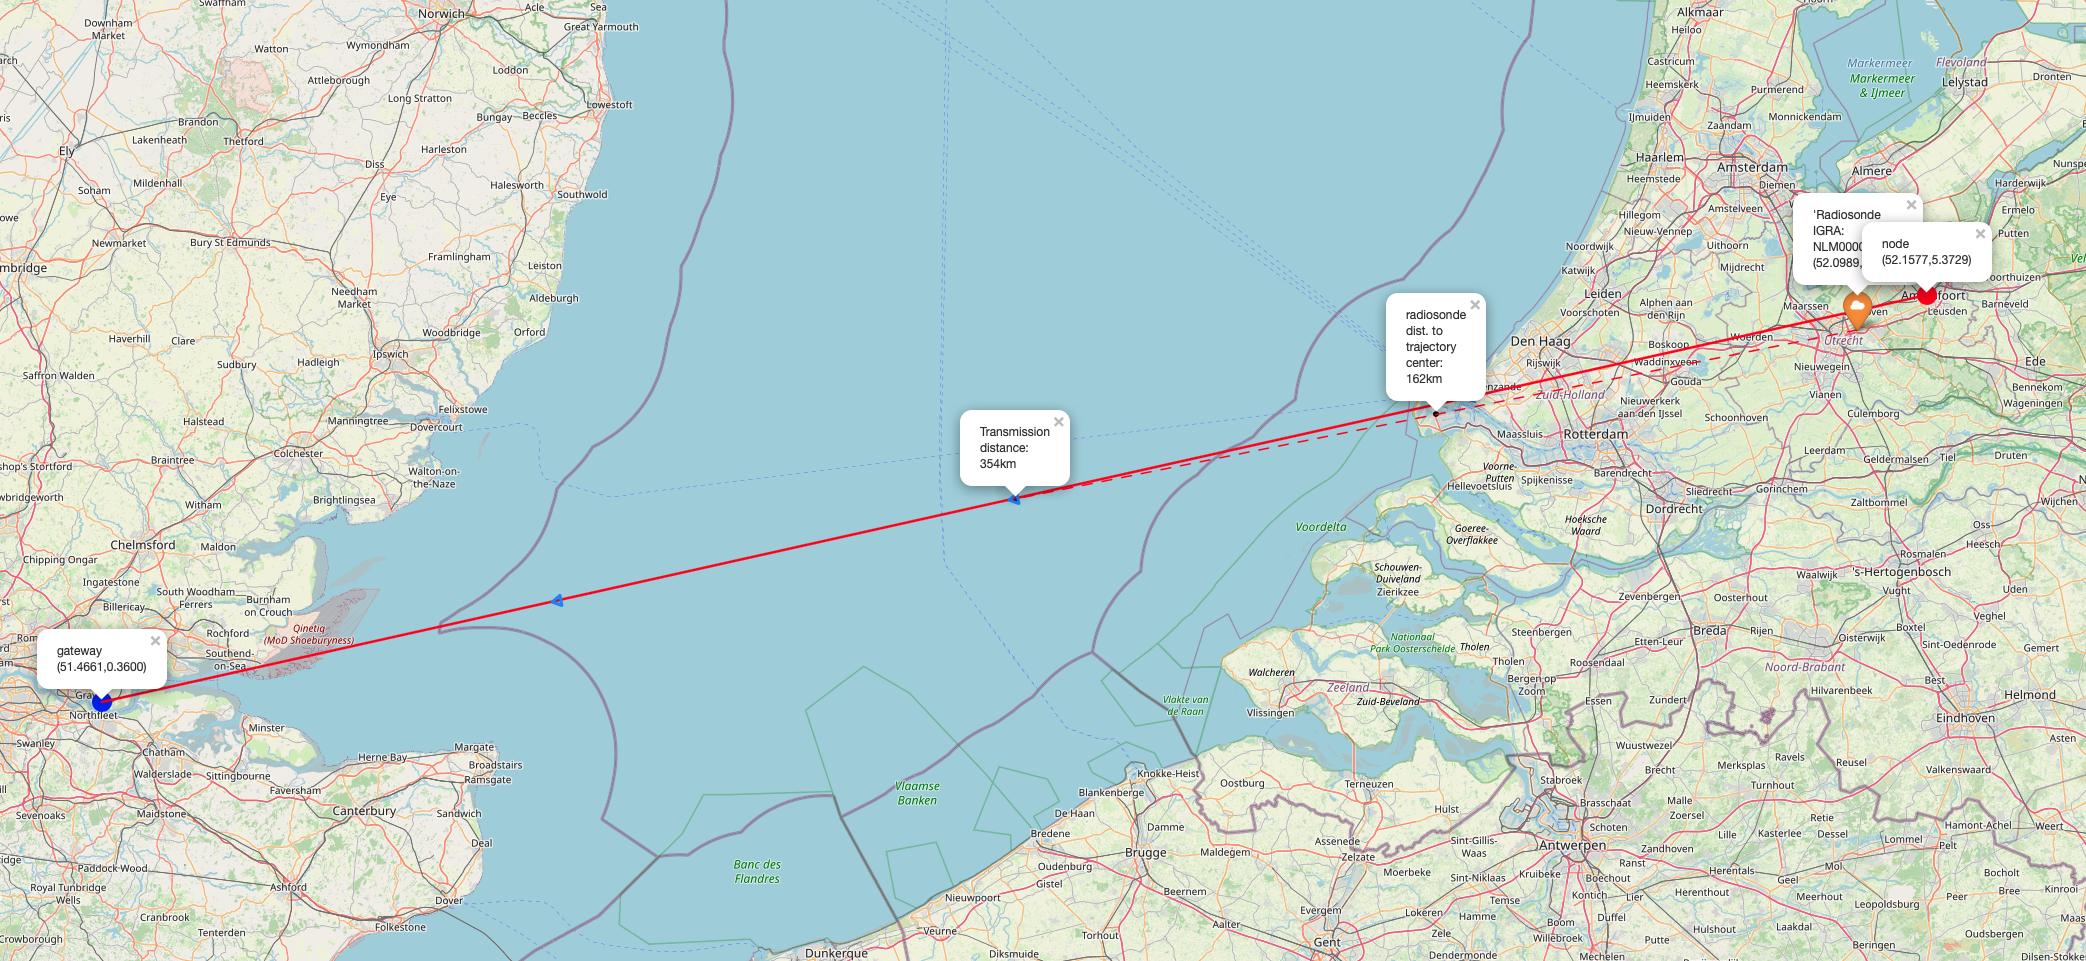 Swaffham
Acle
Sea
Great Yarmouth
Norwich
Downham
Market
Watton
Wymondham
Loddon
Attleborough
Long Stratton
Lowestoft
Bungay
Beccles
Brandon
Lakenheath
Thetford
Harleston
Ely
Diss
Halesworth
Southwold
Mildenhall
Soham
Eye
Newmarket
Bury St Edmunds
Framlingham
Leiston
Aldeburgh
Needham
Market
Woodbridge
Orford
Haverhill
Clare
Ipswich
Hadleigh
Sudbury
Saffron Walden
Felixstowe
Halstead
Manningtree
Dovercourt
Colchester
Braintree
Walton-on-
the-Naze
Brightlingsea
Witham
Chelmsford
Maldon
Chipping Ongar
Ingatestone
South Woodham
Ferrers
Burnham
on Crouch
Billericay
Rochford
Southend-
on-Sea
Qinetiq
(MoD Shoeburyness)
gateway
(51.4661,0.3600)
Northfleet
Minster
Swanley
Chatham
Walderslade
Sittingbourne
Herne Bay
Margate
Broadstairs
Ramsgate
Faversham
Canterbury
Sandwich
Sevenoaks
Maidstone
Deal
Paddock Wood
Royal Tunbridge
Wells
Ashford
Dover
Cranbrook
Folkestone
Tenterden
Crowborough
Transmission
distance:
354km
radiosonde
dist. to
trajectory
center:
162km
'Radiosonde
IGRA:
(52.0989,
node
(52.1577,5.3729)
Alkmaar
Heiloo
Castricum
Heemskerk
Purmerend
Markermeer
Markermeer
& IJmeer
Flevoland
Lelystad
Dronten
IJmuiden
Zaandam
Monnickendam
Haarlem
Heemstede
Amsterdam
Diemen
Almere
Harderwijk
Amstelveen
Hillegom
Nieuw-Vennep
Uithoorn
Ermelo
Putten
Noordwijk
Katwijk
Mijdrecht
Leiden
Voorschoten
Alphen aan
den Rijn
Maarssen
Barneveld
Leusden
Den Haag
Rijswijk
Boskoop
Waddinxveen
Woerden
Utrecht
Nieuwegein
Ede
Gouda
Zuid-Holland
Nieuwerkerk
aan den IJssel
Vianen
Bennekom
Wageningen
Schoonhoven
Culemborg
Maassluis
Rotterdam
Leerdam
Geldermalsen
Tiel
Druten
Voorne-
Putten
Barendrecht
Hellevoetsluis
Spijkenisse
Sliedrecht
Gorinchem
Zaltbommel
Wijchen
Dordrecht
Voordelta
Goeree-
Overflakkee
Hoeksche
Waard
Oss
Heesch
Schouwen-
Duiveland
Zierikzee
Rosmalen
Waalwijk
's-Hertogenbosch
Vught
Uden
Zevenbergen
Oosterhout
Veghel
Nationaal
Park Oosterschelde
Tholen
Steenbergen
Breda
Etten-Leur
Rijen
Boxtel
Oisterwijk
Sint-Oedenrode
Gemert
Walcheren
Tholen
Roosendaal
Noord-Brabant
Zeeland
Bergen op
Zoom
Zuid-Beveland
Vlakte van
de Raan
Vlissingen
Essen
Zundert
Hilvarenbeek
Best
Helmond
Eindhoven
Wuustwezel
Ravels
Asten
Merksplas
Reusel
Brecht
Turnhout
Valkenswaard
Knokke-Heist
Oostburg
Terneuzen
Stabroek
Vlaamse
Banken
Blankenberge
Hulst
Brasschaat
Malle
Zoersel
De Haan
Damme
Assenede
Zelzate
Sint-Gillis-
Waas
Schoten
Retie
Lille
Kasterlee
Dessel
Hamont-Achel
Weert
Bredene
Brugge
Maldegem
Antwerpen
Zandhoven
Lommel
Pelt
Banc des
Flandres
Oudenburg
Gistel
Moerbeke
Sint-Niklaas
Kruibeke
Ranst
Boechout
Herentals
Mol
Geel
Balen
Bocholt
Nieuwpoort
Beernem
Evergem
Lokeren
Temse
Kontich
Lier
Herenthout
Leopoldsburg
Bree
Kinrooi
Hamme
Duffel
Boom
Peer
Veurne
Torhout
Zele
Willebroek
Putte
Hulshout
Laakdal
Oudsbergen
Dunkerque
Diksmuide
Gent
Dendermonde
Mechelen
Beringen